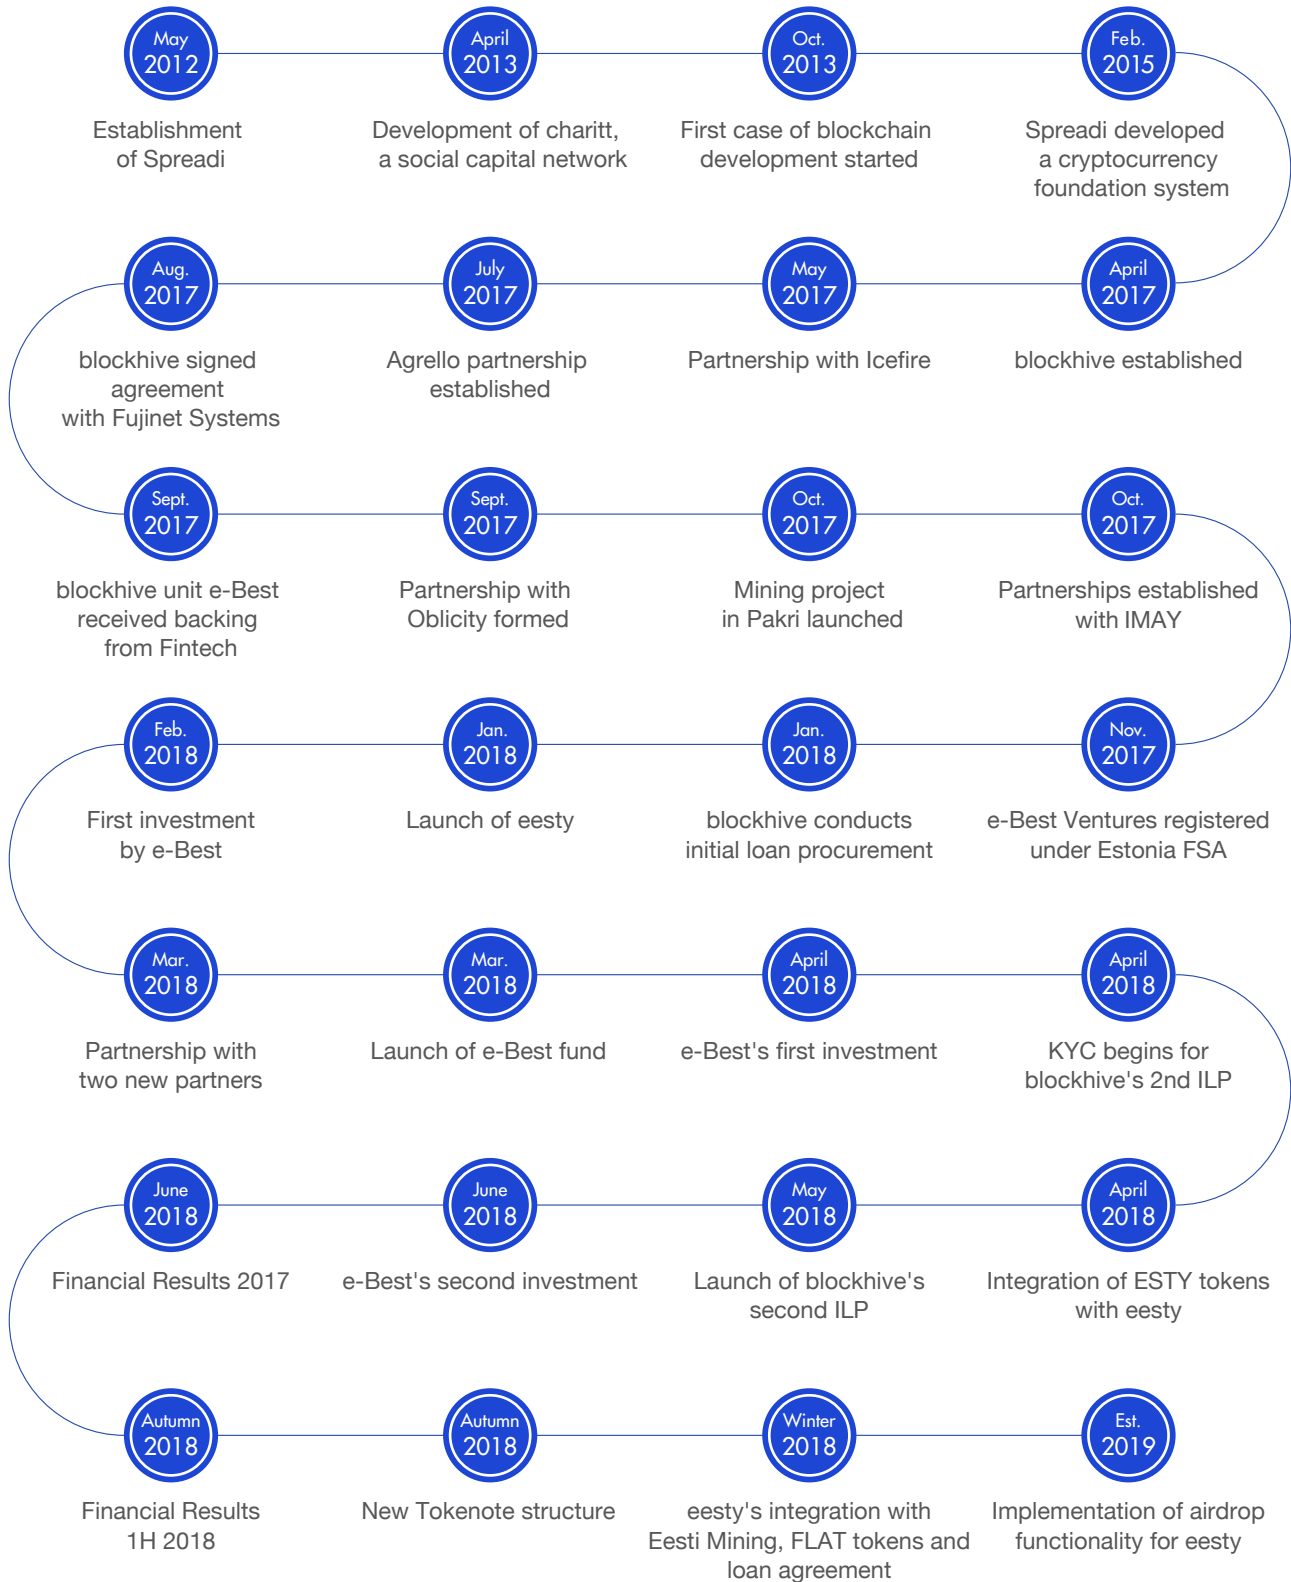 May
2012
Establishment
of Spreadi
April
2013
Development of charitt,
a social capital network
Oct.
2013
First case of blockchain
development started
Feb.
2015
Spreadi developed
a cryptocurrency
foundation system
April
2017
blockhive established
May
2017
Partnership with Icefire
July
2017
Agrello partnership
established
Aug.
2017
blockhive signed
agreement
with Fujinet Systems
Sept.
2017
blockhive unit e-Best
received backing
from Fintech
Sept.
2017
Partnership with
Oblicity formed
Oct.
2017
Mining project
in Pakri launched
Oct.
2017
Partnerships established
with IMAY
Nov.
2017
e-Best Ventures registered
under Estonia FSA
Jan.
2018
blockhive conducts
initial loan procurement
Jan.
2018
Launch of eesty
Feb.
2018
First investment
by e-Best
Mar.
2018
Partnership with
two new partners
Mar.
2018
Launch of e-Best fund
April
2018
e-Best's first investment
April
2018
KYC begins for
blockhive's 2nd ILP
April
2018
Integration of ESTY tokens
with eesty
May
2018
Launch of blockhive's
second ILP
June
2018
e-Best's second investment
June
2018
Financial Results 2017
Autumn
2018
Financial Results
1H 2018
Autumn
2018
New Tokenote structure
Winter
2018
eesty's integration with
Eesti Mining, FLAT tokens and
loan agreement
Est.
2019
Implementation of airdrop
functionality for eesty